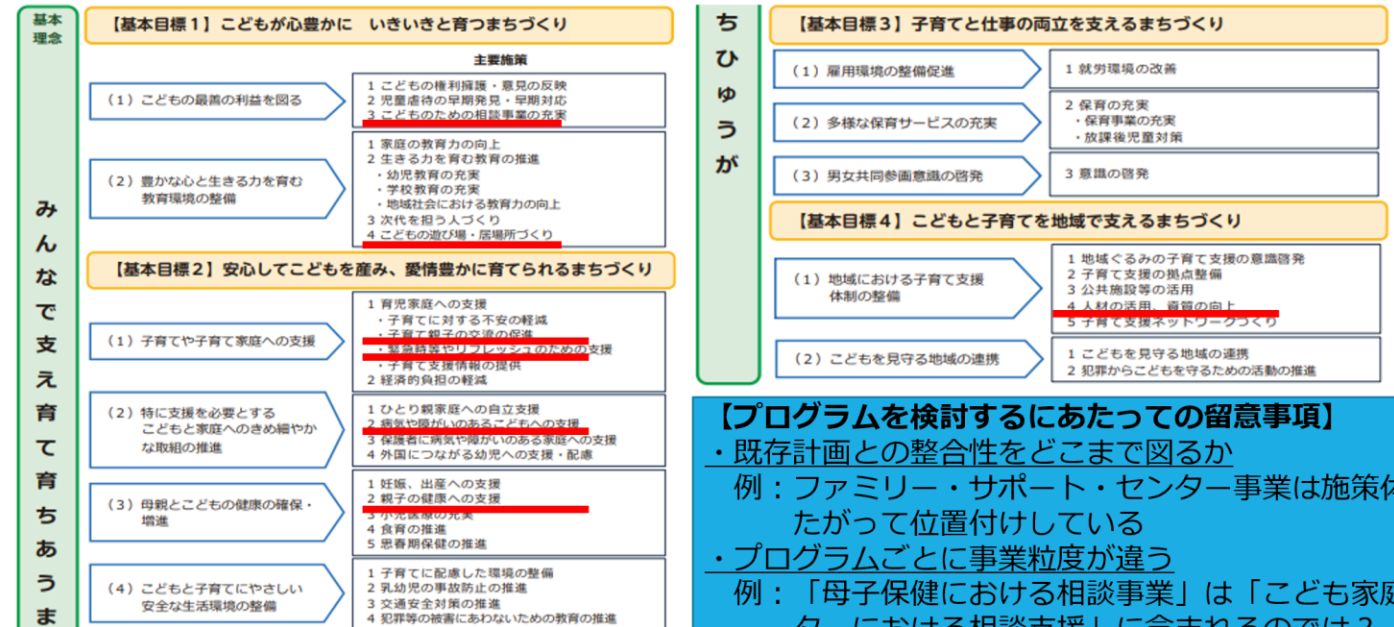 基本
理念
みんなで支え育て育ちあうま
【基本目標１】こどもが心豊かに　いきいきと育つまちづくり
主要施策
（１）こどもの最善の利益を図る
１ こどもの権利擁護・意見の反映
２ 児童虐待の早期発見・早期対応
３ こどものための相談事業の充実
（２）豊かな心と生きる力を育む
教育環境の整備
１ 家庭の教育力の向上
２ 生きる力を育む教育の推進
・幼児教育の充実
・学校教育の充実
・地域社会における教育力の向上
３ 次代を担う人づくり
４ こどもの遊び場・居場所づくり
【基本目標２】安心してこどもを産み、愛情豊かに育てられるまちづくり
（１）子育てや子育て家庭への支援
１ 育児家庭への支援
・子育てに対する不安の軽減
・子育て親子の交流の促進
・緊急時等やリフレッシュのための支援
・子育て支援情報の提供
２ 経済的負担の軽減
（２）特に支援を必要とする
こどもと家庭へのきめ細やか
な取組の推進
１ ひとり親家庭への自立支援
２ 病気や障がいのあるこどもへの支援
３ 保護者に病気や障がいのある家庭への支援
４ 外国につながる幼児への支援・配慮
（３）母親とこどもの健康の確保・
増進
１ 妊娠、出産への支援
２ 親子の健康への支援
３ 小児医療の充実
４ 食育の推進
５ 思春期保健の推進
（４）こどもと子育てにやさしい
安全な生活環境の整備
１ 子育てに配慮した環境の整備
２ 乳幼児の事故防止の推進
３ 交通安全対策の推進
４ 犯罪等の被害にあわないための教育の推進
ちひゅうが
【基本目標３】子育てと仕事の両立を支えるまちづくり
（１）雇用環境の整備促進
１ 就労環境の改善
（２）多様な保育サービスの充実
２ 保育の充実
・保育事業の充実
・放課後児童対策
（３）男女共同参画意識の啓発
３ 意識の啓発
【基本目標４】こどもと子育てを地域で支えるまちづくり
（１）地域における子育て支援
体制の整備
１ 地域ぐるみの子育て支援の意識啓発
２ 子育て支援の拠点整備
３ 公共施設等の活用
４ 人材の活用、資質の向上
５ 子育て支援ネットワークづくり
（２）こどもを見守る地域の連携
１ こどもを見守る地域の連携
２ 犯罪からこどもを守るための活動の推進
【プログラムを検討するにあたっての留意事項】
・既存計画との整合性をどこまで図るか
例：ファミリー・サポート・センター事業は施策体
たがって位置付けしている
・プログラムごとに事業粒度が違う
例：「母子保健における相談事業」は「こども家庭
ターにおける相談支援」に含まれるのでは？